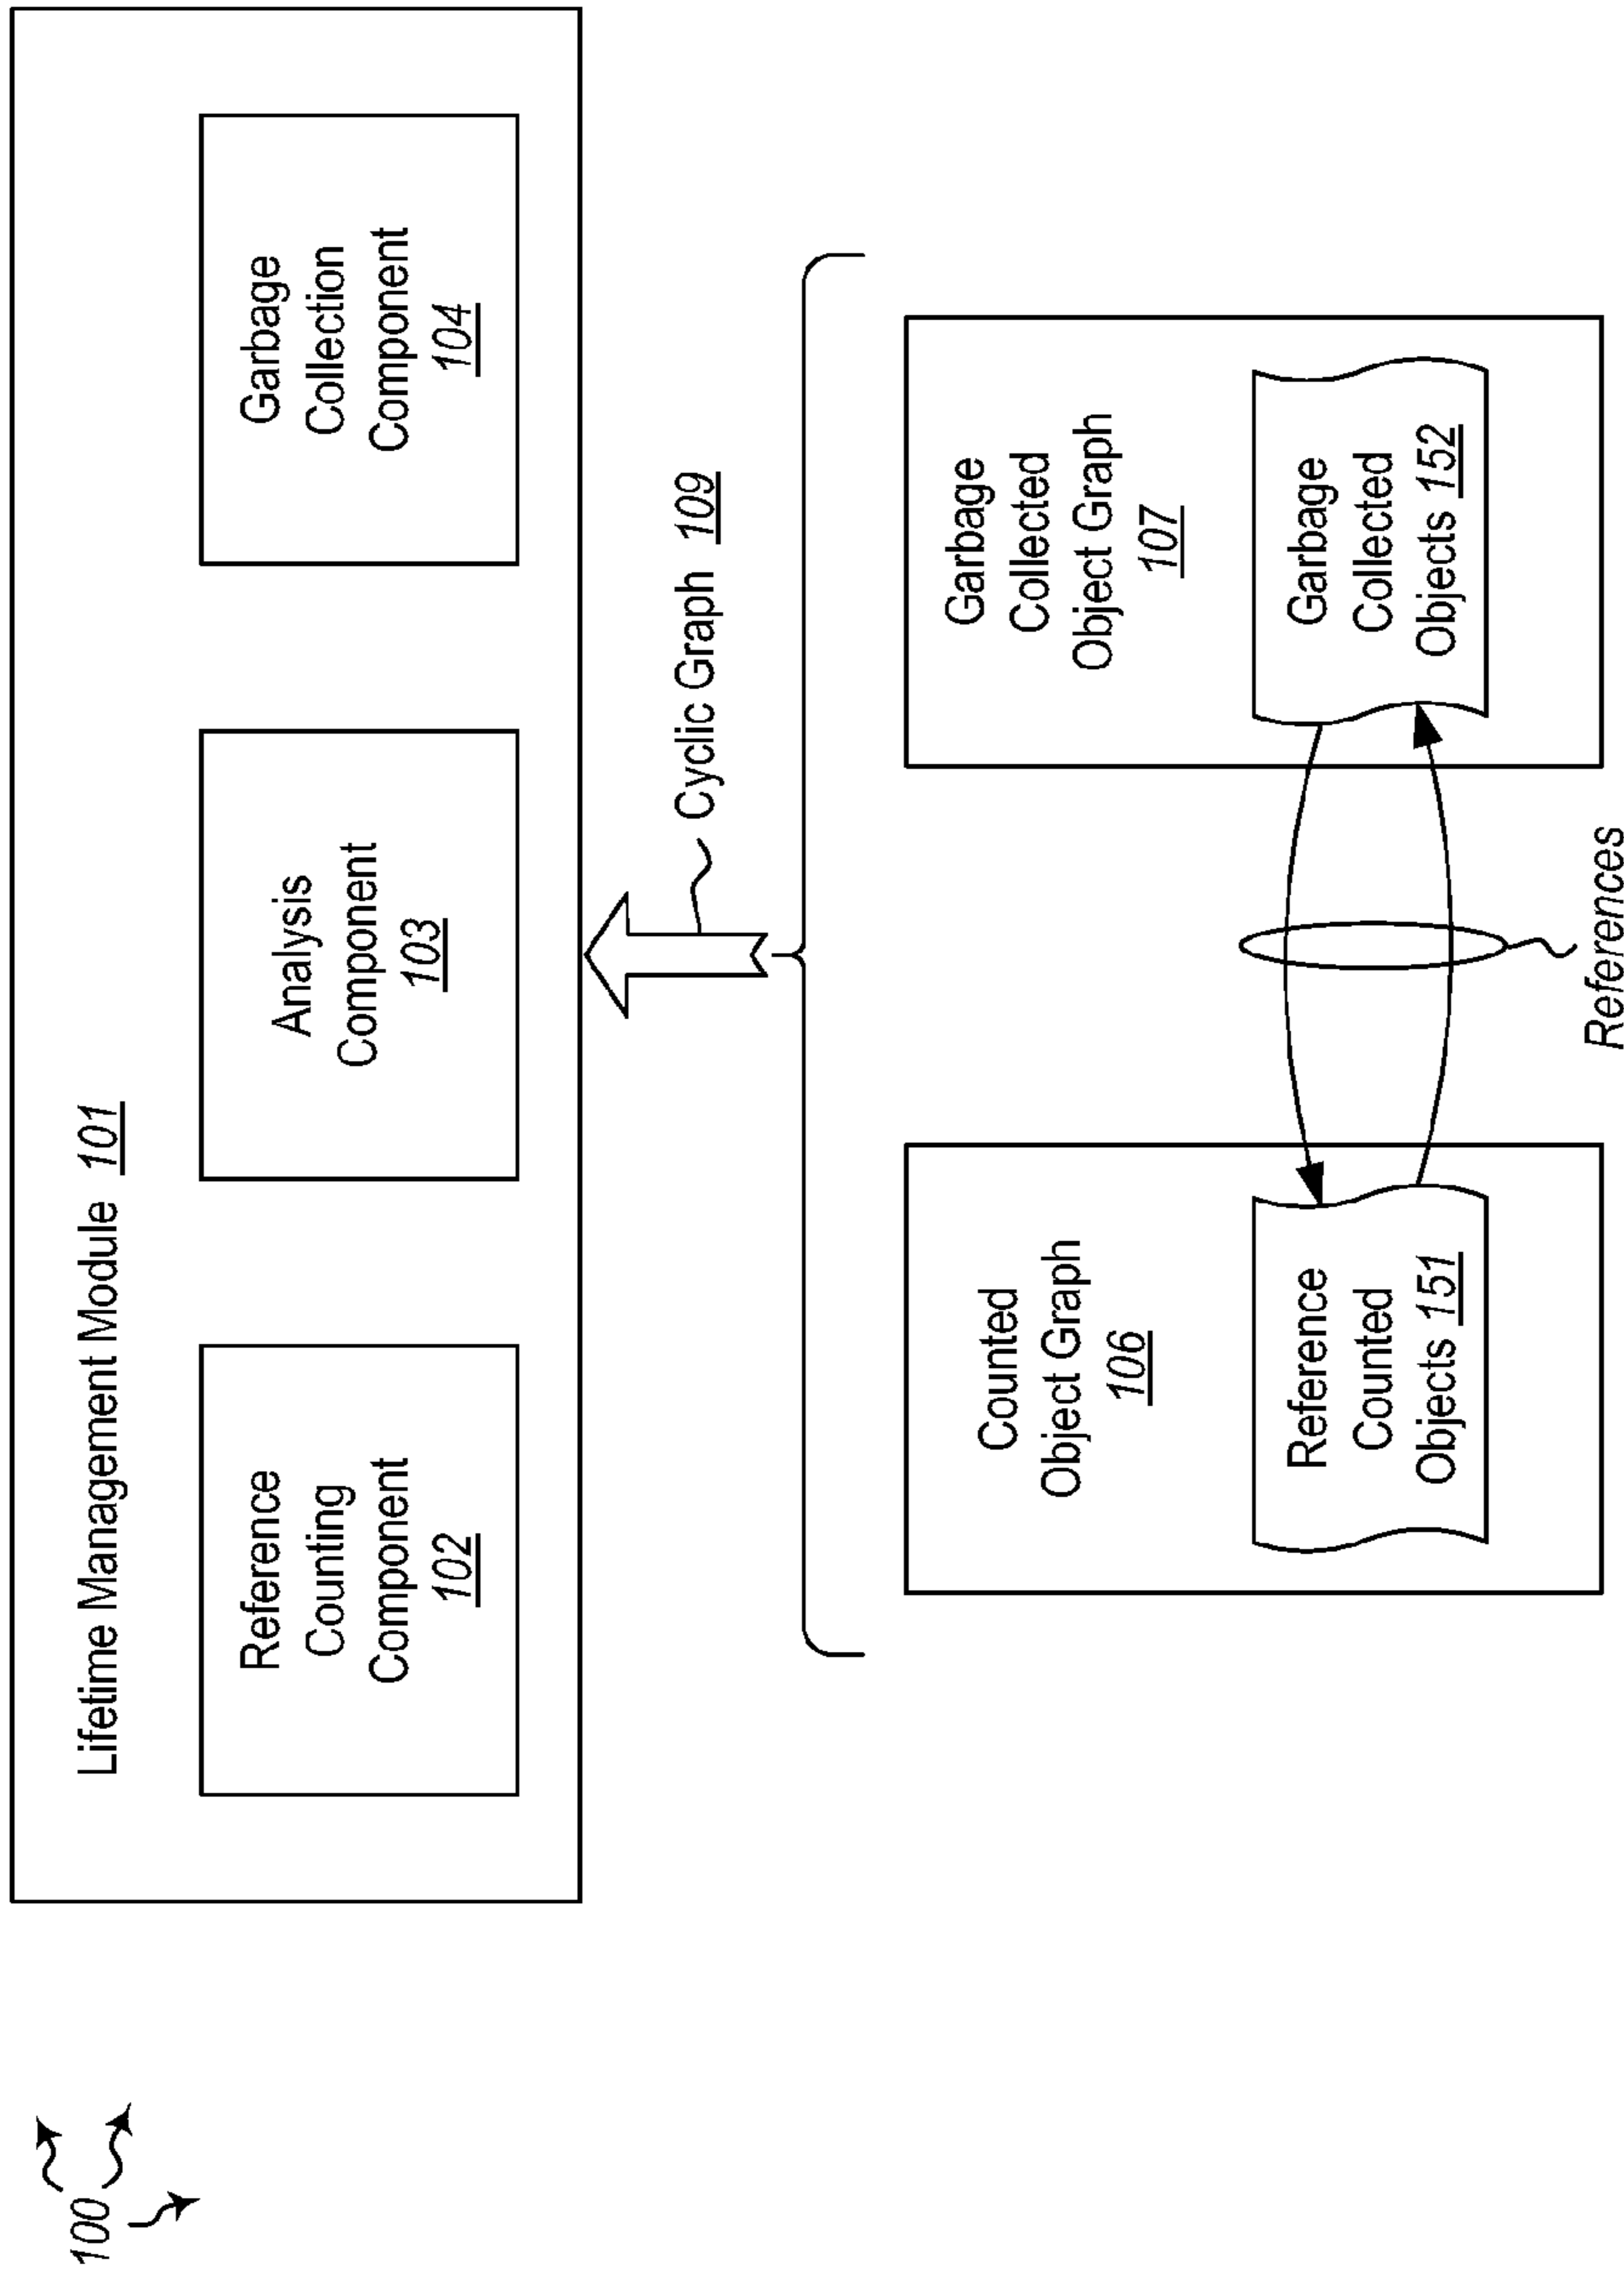 100
Lifetime Management Module 101
Reference
Counting
Component
102
Analysis
Component
103
Garbage
Collection
Component
104
Cyclic Graph 109
Counted
Object Graph
106
Reference
Counted
Objects 151
Garbage
Collected
Object Graph
107
Garbage
Collected
Objects 152
References